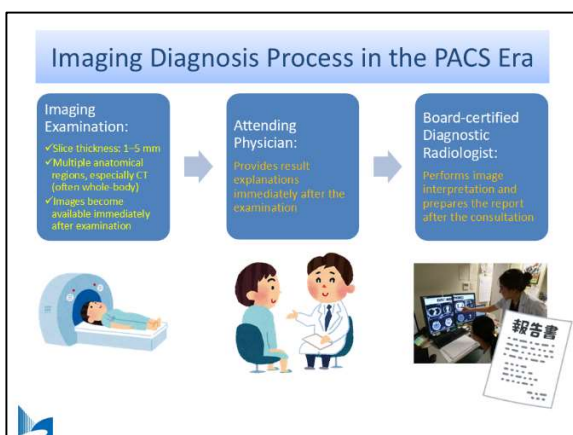 Imaging Diagnosis Process in the PACS Era
Imaging
Examination:
✓Slice thickness: 1–5 mm
✓Multiple anatomical
regions, especially CT
(often whole-body)
✓Images become
available immediately
after examination
Attending
Physician:
Provides result
explanations
immediately after the
examination
Board-certified
Diagnostic
Radiologist:
Performs image
interpretation and
prepares the report
after the consultation
報告書